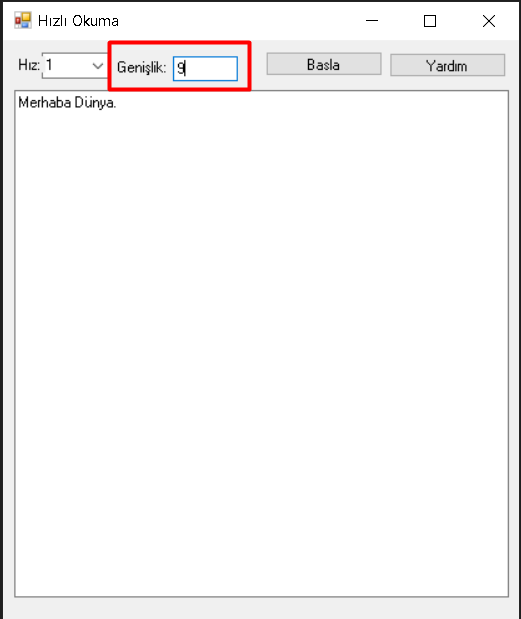 Hızlı Okuma
Hız: 1 Genişlik: 9 Basla Yardım
Merhaba Dünya.